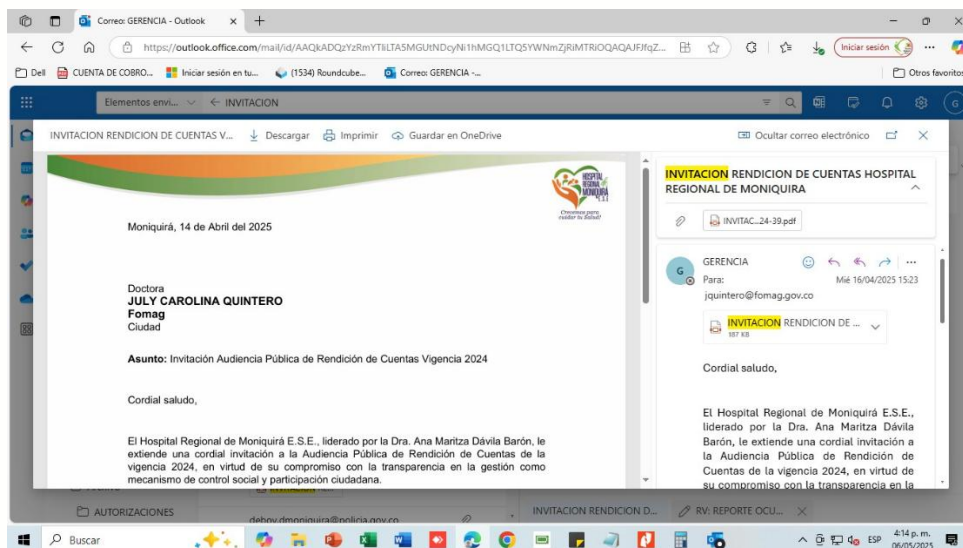 Correo: GERENCIA - Outlook
https://outlook.office.com/mail/id/
Iniciar sesión
Dell
CUENTA DE COBRO...
Iniciar sesión en tu...
(1534) Roundcube...
Correo: GERENCIA -...
Otros favoritos
Elementos envi...
INVITACION
INVITACION RENDICION DE CUENTAS V...
Descargar
Imprimir
Guardar en OneDrive
Ocultar correo electrónico
HOSPITAL
REGIONAL
MONIQUIRÁ
E.S.E.
Creamos para
cuidar tu Salud!
Moniquirá, 14 de Abril del 2025
Doctora
JULY CAROLINA QUINTERO
Fomag
Ciudad
Asunto: Invitación Audiencia Pública de Rendición de Cuentas Vigencia 2024
Cordial saludo,
El Hospital Regional de Moniquirá E.S.E., liderado por la Dra. Ana Maritza Dávila Barón, le
extiende una cordial invitación a la Audiencia Pública de Rendición de Cuentas de la
vigencia 2024, en virtud de su compromiso con la transparencia en la gestión como
mecanismo de control social y participación ciudadana.
INVITACION RENDICION DE CUENTAS HOSPITAL
REGIONAL DE MONIQUIRA
INVITAC...24-39.pdf
G
GERENCIA
Para:
Mié 16/04/2025 15:23
jquintero@fomag.gov.co
INVITACION RENDICION DE ...
187 KB
Cordial saludo,
El Hospital Regional de Moniquirá E.S.E.,
liderado por la Dra. Ana Maritza Dávila
Barón, le extiende una cordial invitación a
la Audiencia Pública de Rendición de
Cuentas de la vigencia 2024, en virtud de
su compromiso con la transparencia en la
AUTORIZACIONES
deboy.dmoniquira@policia.gov.co
INVITACION RENDICION D...
RV: REPORTE OCU...
Buscar
ESP
4:14 p. m.
06/05/2025